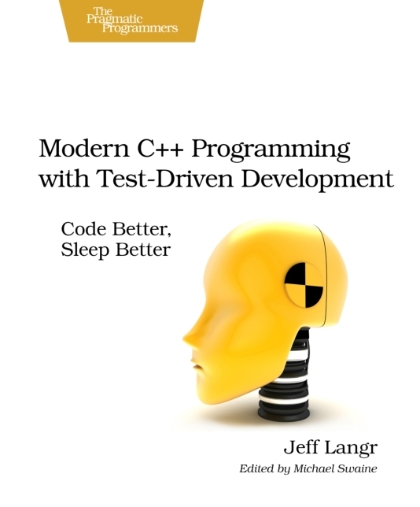 The
Pragmatic
Programmers
Modern C++ Programming
with Test-Driven Development
Code Better,
Sleep Better
Jeff Langr
Edited by Michael Swaine